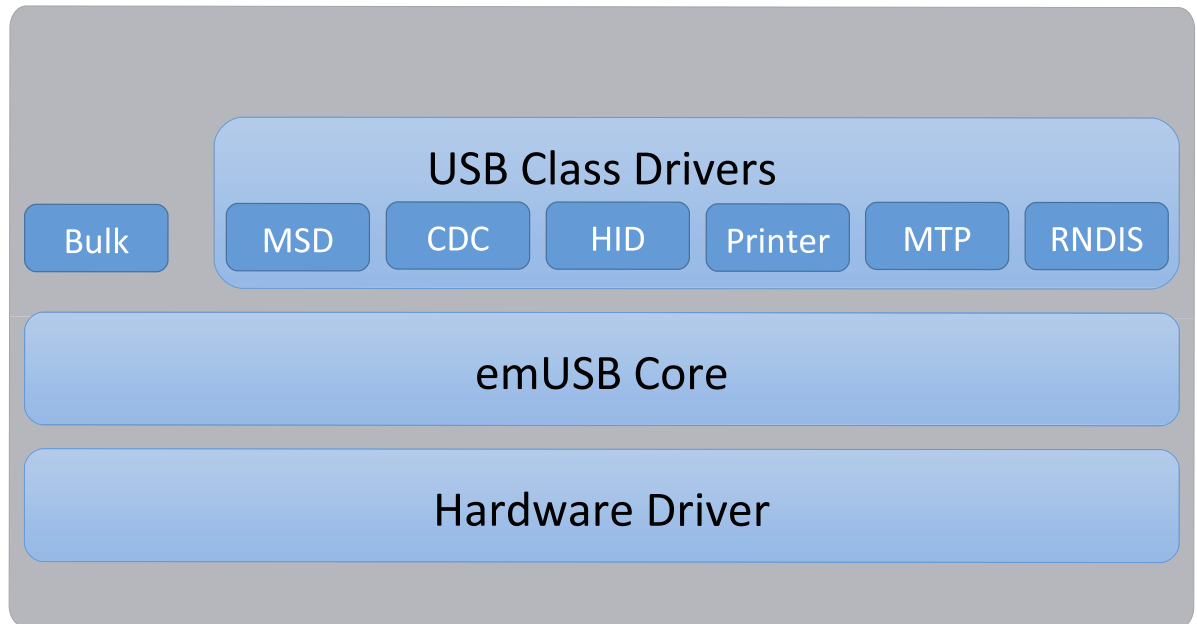 USB Class Drivers
Bulk MSD CDC HID Printer MTP RNDIS
emUSB Core
Hardware Driver